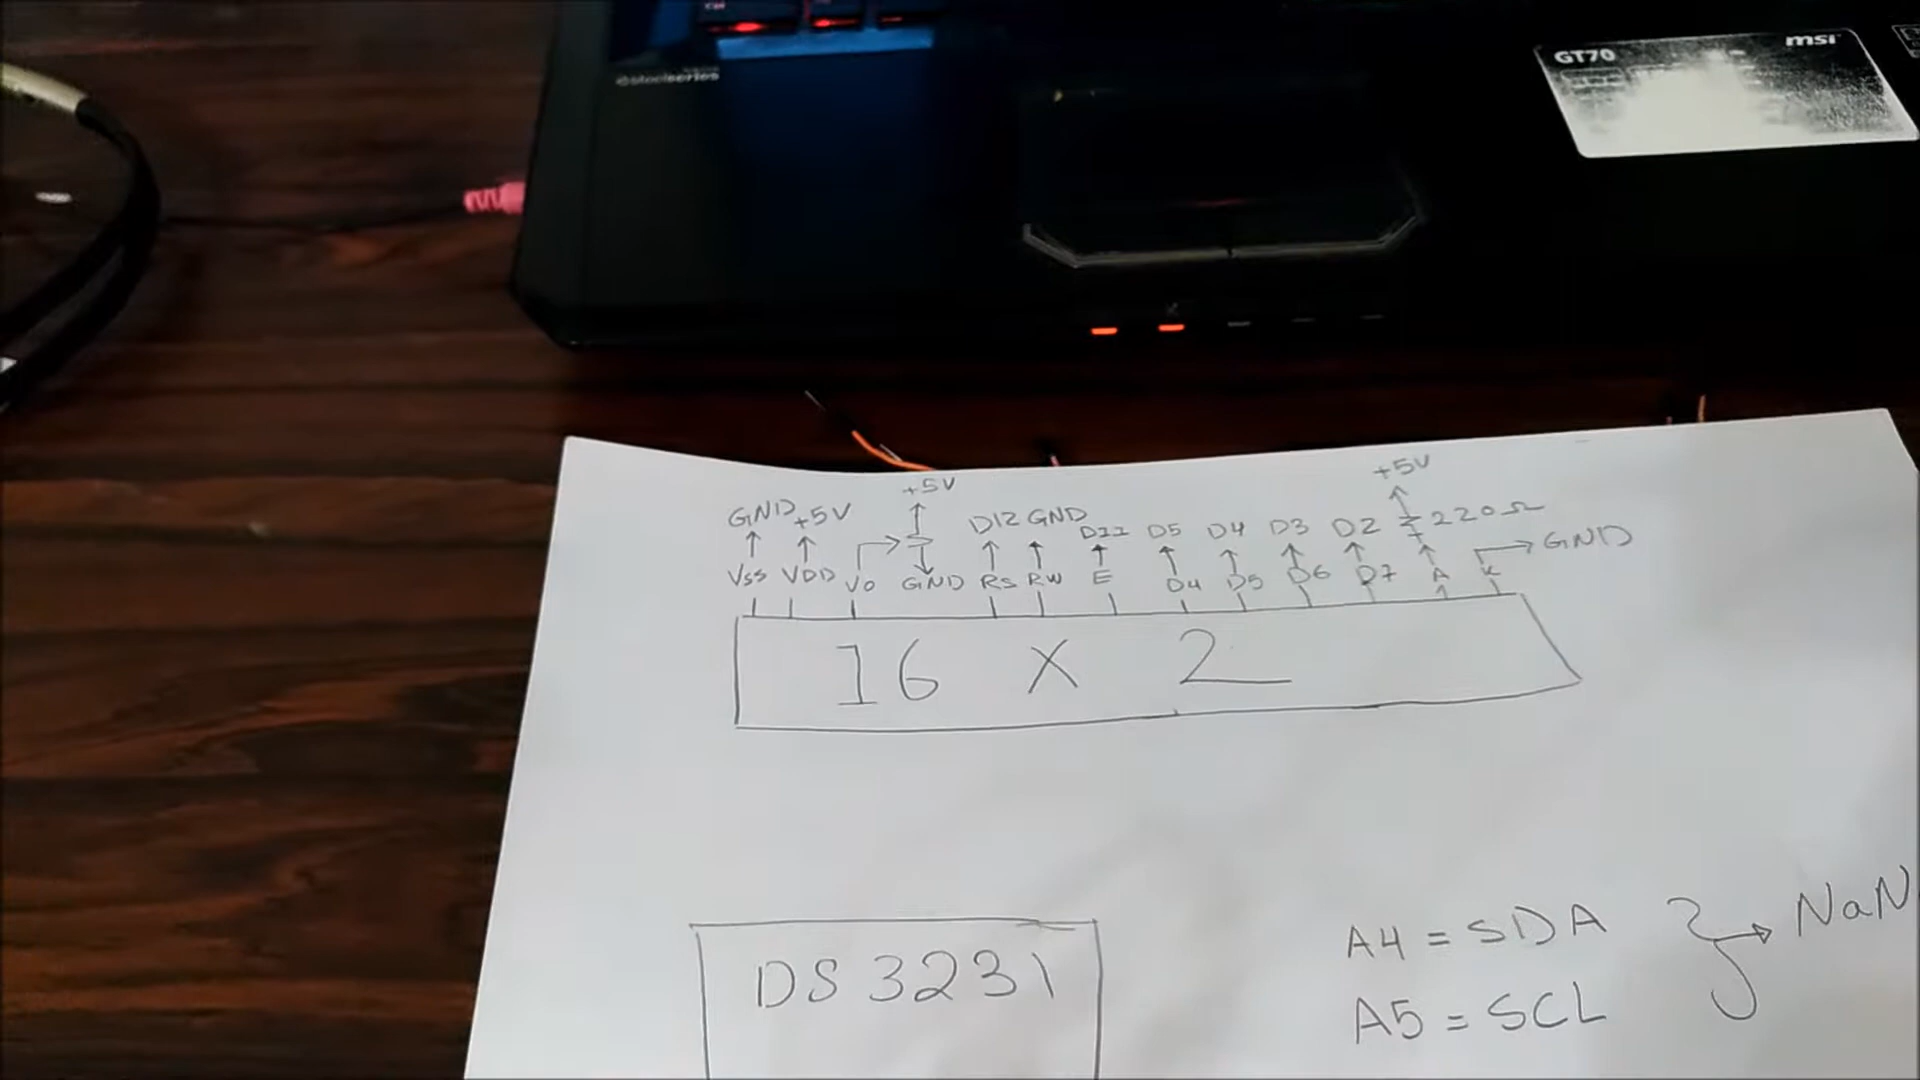 steelseries
GT70 msi
+5V
GND +5V +5V D12 GND D11 D5 D4 D3 D2 220Ω
GND
VSS VDD VO GND RS RW E D4 D5 D6 D7 A K
16 X 2
DS 3231
A4 = SDA
A5 = SCL
NaN